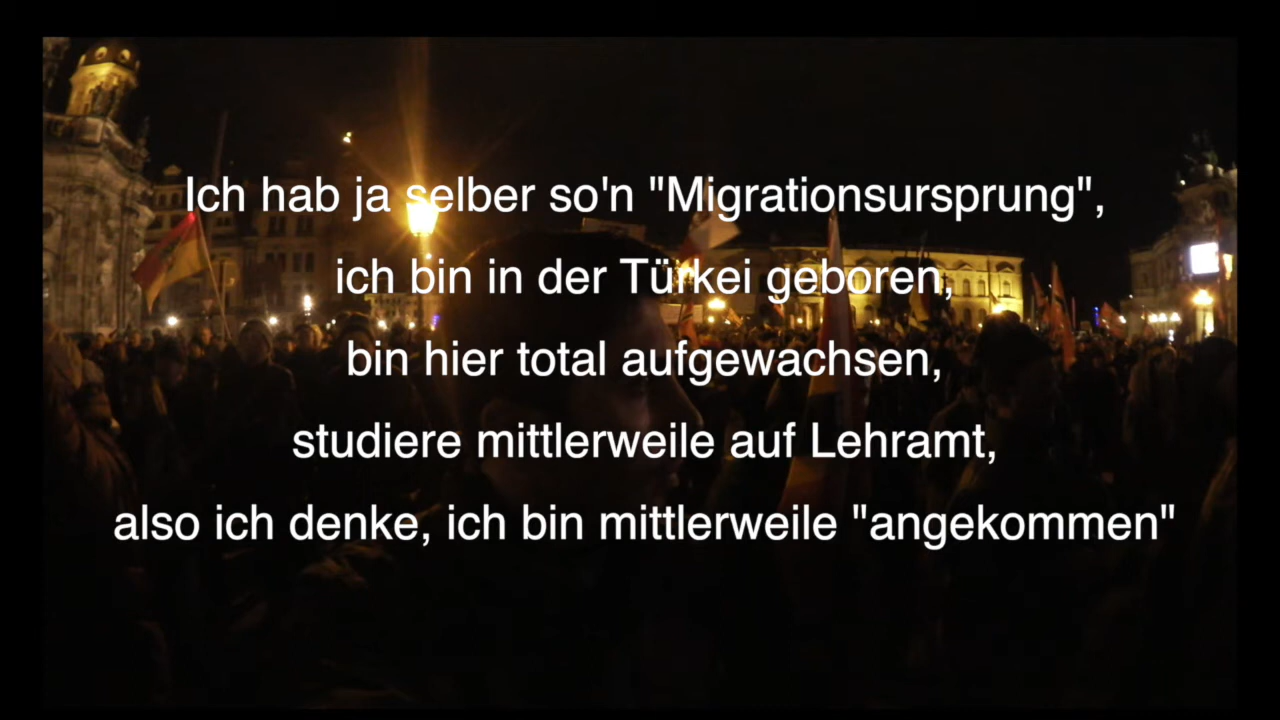 Ich hab ja selber so'n "Migrationsursprung",
ich bin in der Türkei geboren,
bin hier total aufgewachsen,
studiere mittlerweile auf Lehramt,
also ich denke, ich bin mittlerweile "angekommen"